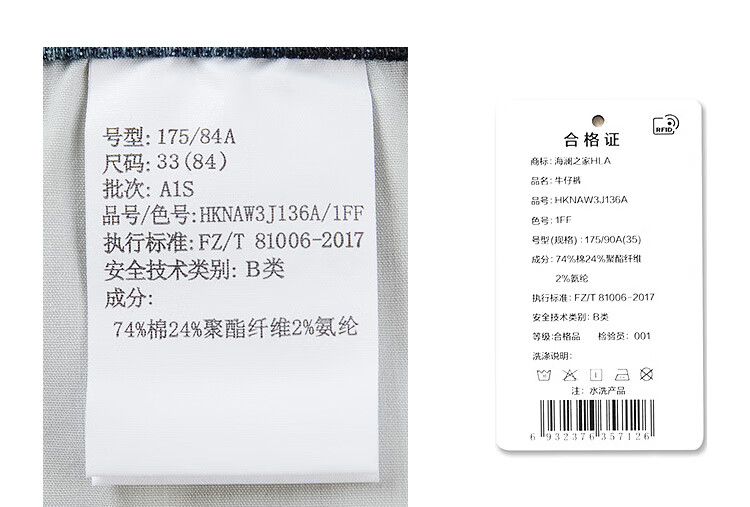 号型: 175/84A
尺码: 33(84)
批次: A1S
品号/色号: HKNAW3J136A/1FF
执行标准: FZ/T 81006-2017
安全技术类别: B类
成分:
74%棉24%聚酯纤维2%氨纶
RFID
合格证
商标: 海澜之家HLA
品名: 牛仔裤
品号: HKNAW3J136A
色号: 1FF
号型(规格): 175/90A(35)
成分: 74%棉24%聚酯纤维
2%氨纶
执行标准: FZ/T 81006-2017
安全技术类别: B类
等级:合格品 检验员: 001
洗涤说明:
注: 水洗产品
6 932376 357126